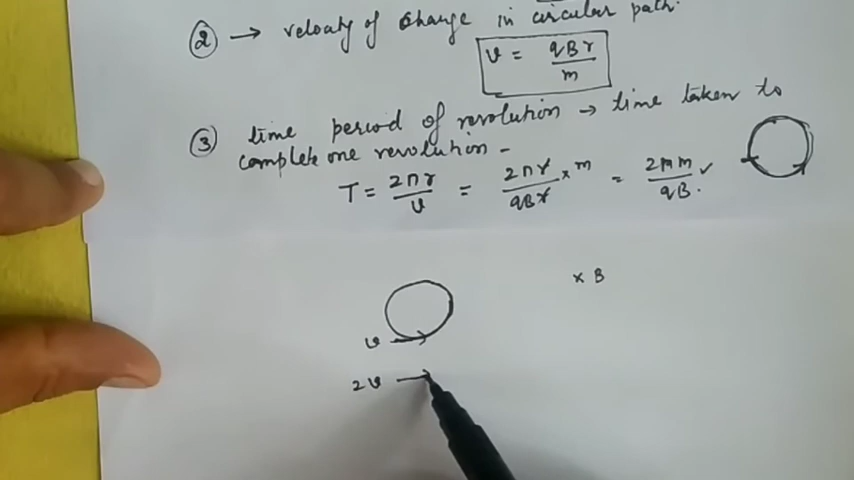 ② → velocity of charge in circular path.
v = qBr/m
③ time period of revolution → time taken to
complete one revolution -
T = 2πr/v = 2πr/qBr × m = 2πm/qB ✓
× B
v →
2v →